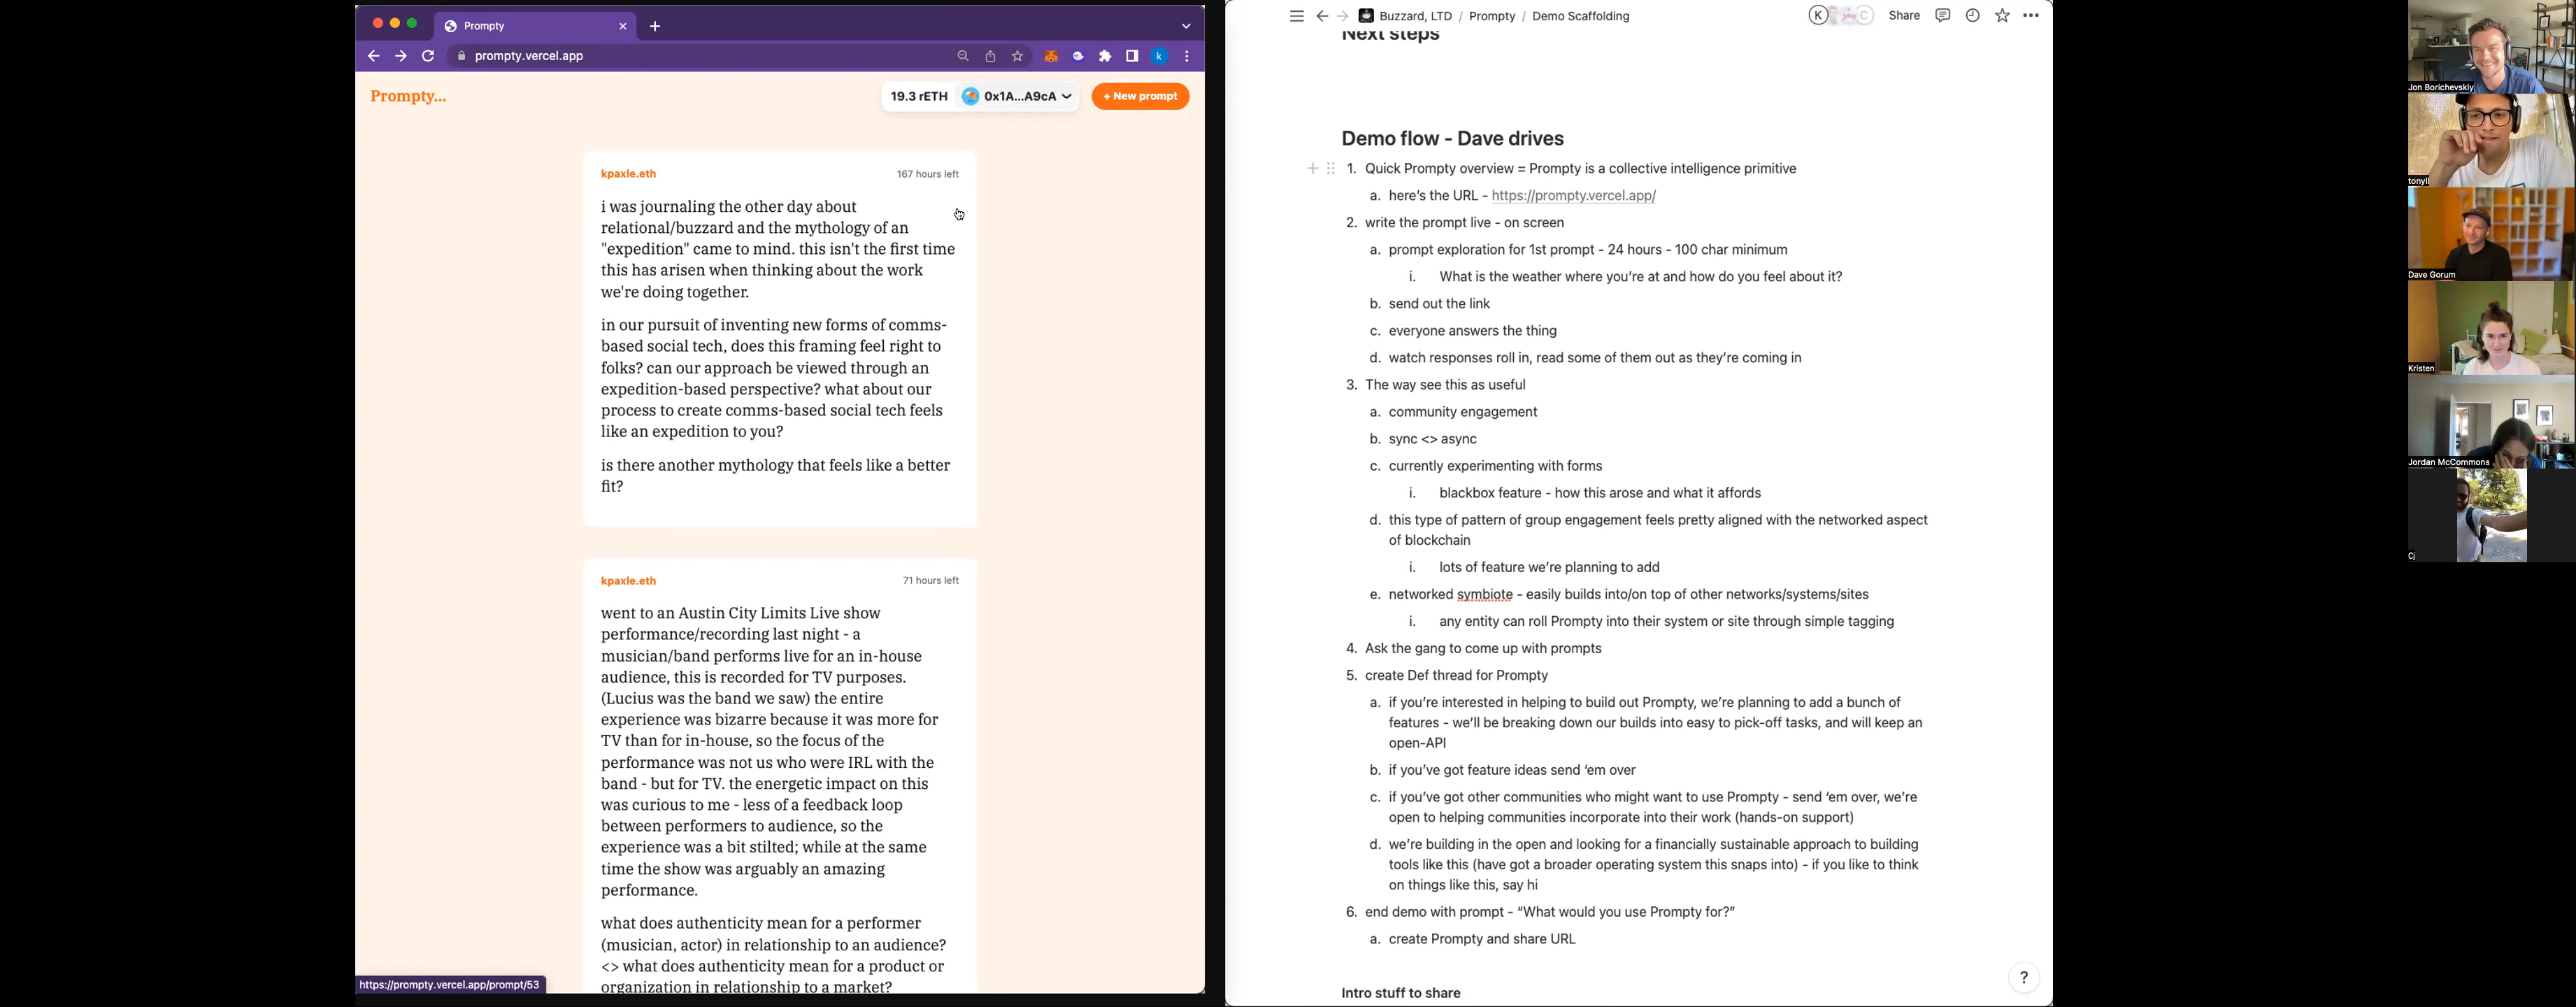 Prompty
prompty.vercel.app
k
Prompty...
19.3 rETH
0x1A...A9cA
+ New prompt
kpaxle.eth
167 hours left
i was journaling the other day about
relational/buzzard and the mythology of an
"expedition" came to mind. this isn't the first time
this has arisen when thinking about the work
we're doing together.
in our pursuit of inventing new forms of comms-
based social tech, does this framing feel right to
folks? can our approach be viewed through an
expedition-based perspective? what about our
process to create comms-based social tech feels
like an expedition to you?
is there another mythology that feels like a better
fit?
kpaxle.eth
71 hours left
went to an Austin City Limits Live show
performance/recording last night - a
musician/band performs live for an in-house
audience, this is recorded for TV purposes.
(Lucius was the band we saw) the entire
experience was bizarre because it was more for
TV than for in-house, so the focus of the
performance was not us who were IRL with the
band - but for TV. the energetic impact on this
was curious to me - less of a feedback loop
between performers to audience, so the
experience was a bit stilted; while at the same
time the show was arguably an amazing
performance.
what does authenticity mean for a performer
(musician, actor) in relationship to an audience?
<> what does authenticity mean for a product or
organization in relationship to a market?
https://prompty.vercel.app/prompt/53
Buzzard, LTD / Prompty / Demo Scaffolding
K
C
Share
Next steps
Demo flow - Dave drives
1. Quick Prompty overview = Prompty is a collective intelligence primitive
a. here's the URL - https://prompty.vercel.app/
2. write the prompt live - on screen
a. prompt exploration for 1st prompt - 24 hours - 100 char minimum
i. What is the weather where you're at and how do you feel about it?
b. send out the link
c. everyone answers the thing
d. watch responses roll in, read some of them out as they're coming in
3. The way see this as useful
a. community engagement
b. sync <> async
c. currently experimenting with forms
i. blackbox feature - how this arose and what it affords
d. this type of pattern of group engagement feels pretty aligned with the networked aspect
of blockchain
i. lots of feature we're planning to add
e. networked symbiote - easily builds into/on top of other networks/systems/sites
i. any entity can roll Prompty into their system or site through simple tagging
4. Ask the gang to come up with prompts
5. create Def thread for Prompty
a. if you're interested in helping to build out Prompty, we're planning to add a bunch of
features - we'll be breaking down our builds into easy to pick-off tasks, and will keep an
open-API
b. if you've got feature ideas send 'em over
c. if you've got other communities who might want to use Prompty - send 'em over, we're
open to helping communities incorporate into their work (hands-on support)
d. we're building in the open and looking for a financially sustainable approach to building
tools like this (have got a broader operating system this snaps into) - if you like to think
on things like this, say hi
6. end demo with prompt - “What would you use Prompty for?”
a. create Prompty and share URL
Intro stuff to share
?
Jon Borichevskiy
tonyll
Dave Gorum
Kristen
Jordan McCommons
Cj